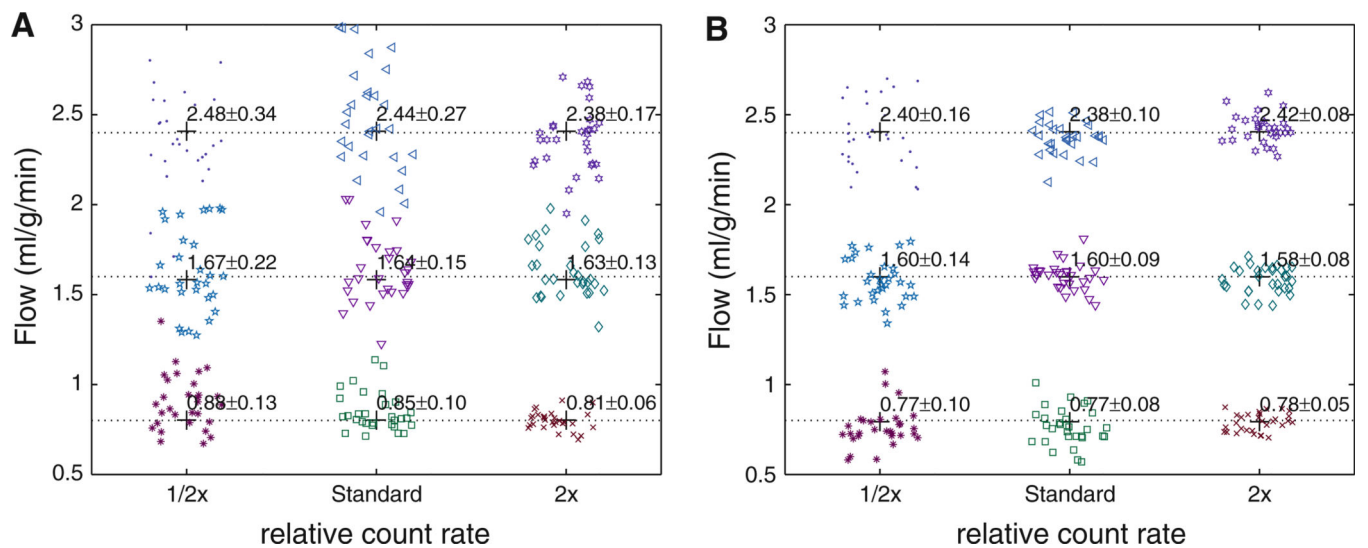 A
3
2.5
2
1.5
1
0.5
Flow (ml/g/min)
2.48±0.34 2.44±0.27 2.38±0.17
1.67±0.22 1.64±0.15 1.63±0.13
0.88±0.13 0.85±0.10 0.81±0.06
1/2x Standard 2x
relative count rate
B
3
2.5
2
1.5
1
0.5
Flow (ml/g/min)
2.40±0.16 2.38±0.10 2.42±0.08
1.60±0.14 1.60±0.09 1.58±0.08
0.77±0.10 0.77±0.08 0.78±0.05
1/2x Standard 2x
relative count rate